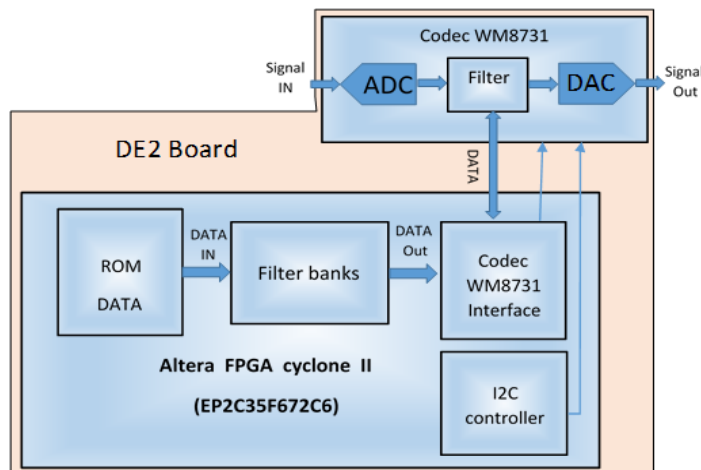 Codec WM8731
Signal
IN
ADC
Filter
DAC
Signal
Out
DE2 Board
DATA
ROM
DATA
DATA
IN
Filter banks
DATA
Out
Codec
WM8731
Interface
Altera FPGA cyclone II
(EP2C35F672C6)
I2C
controller